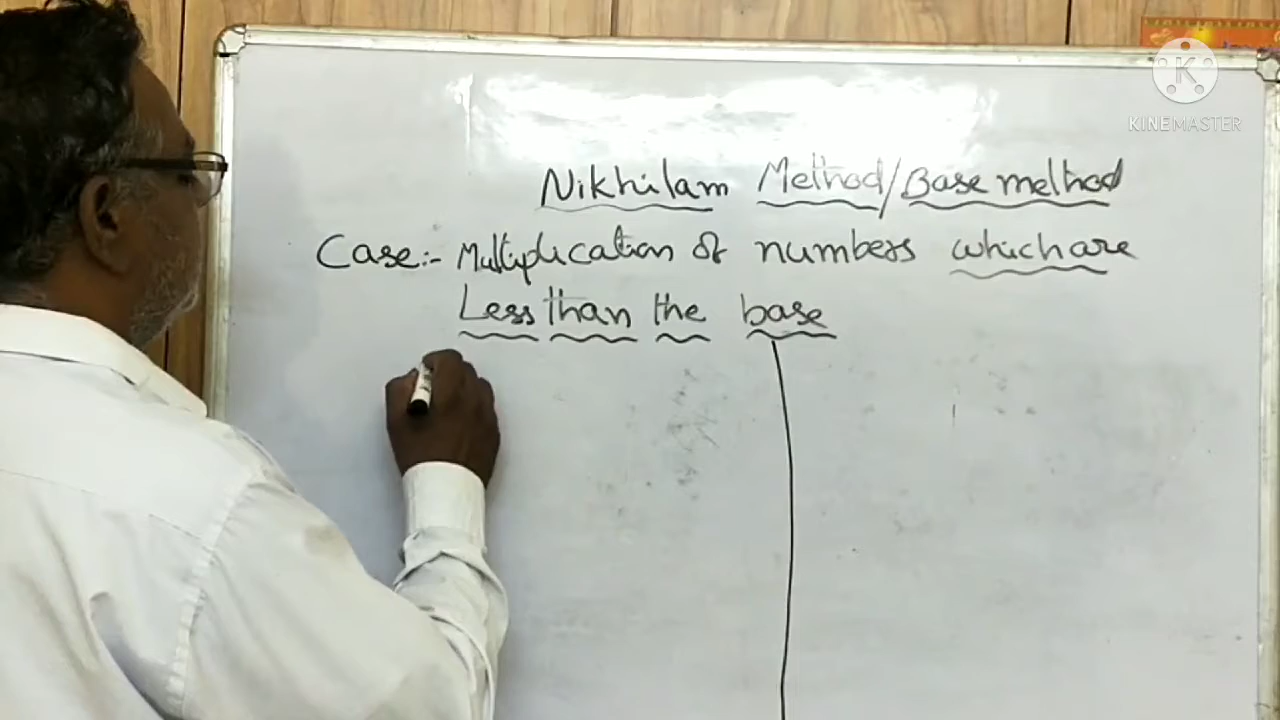 K
KINEMASTER
Nikhilam Method/Base method
Case:- Multiplication of numbers which are
Less than the base